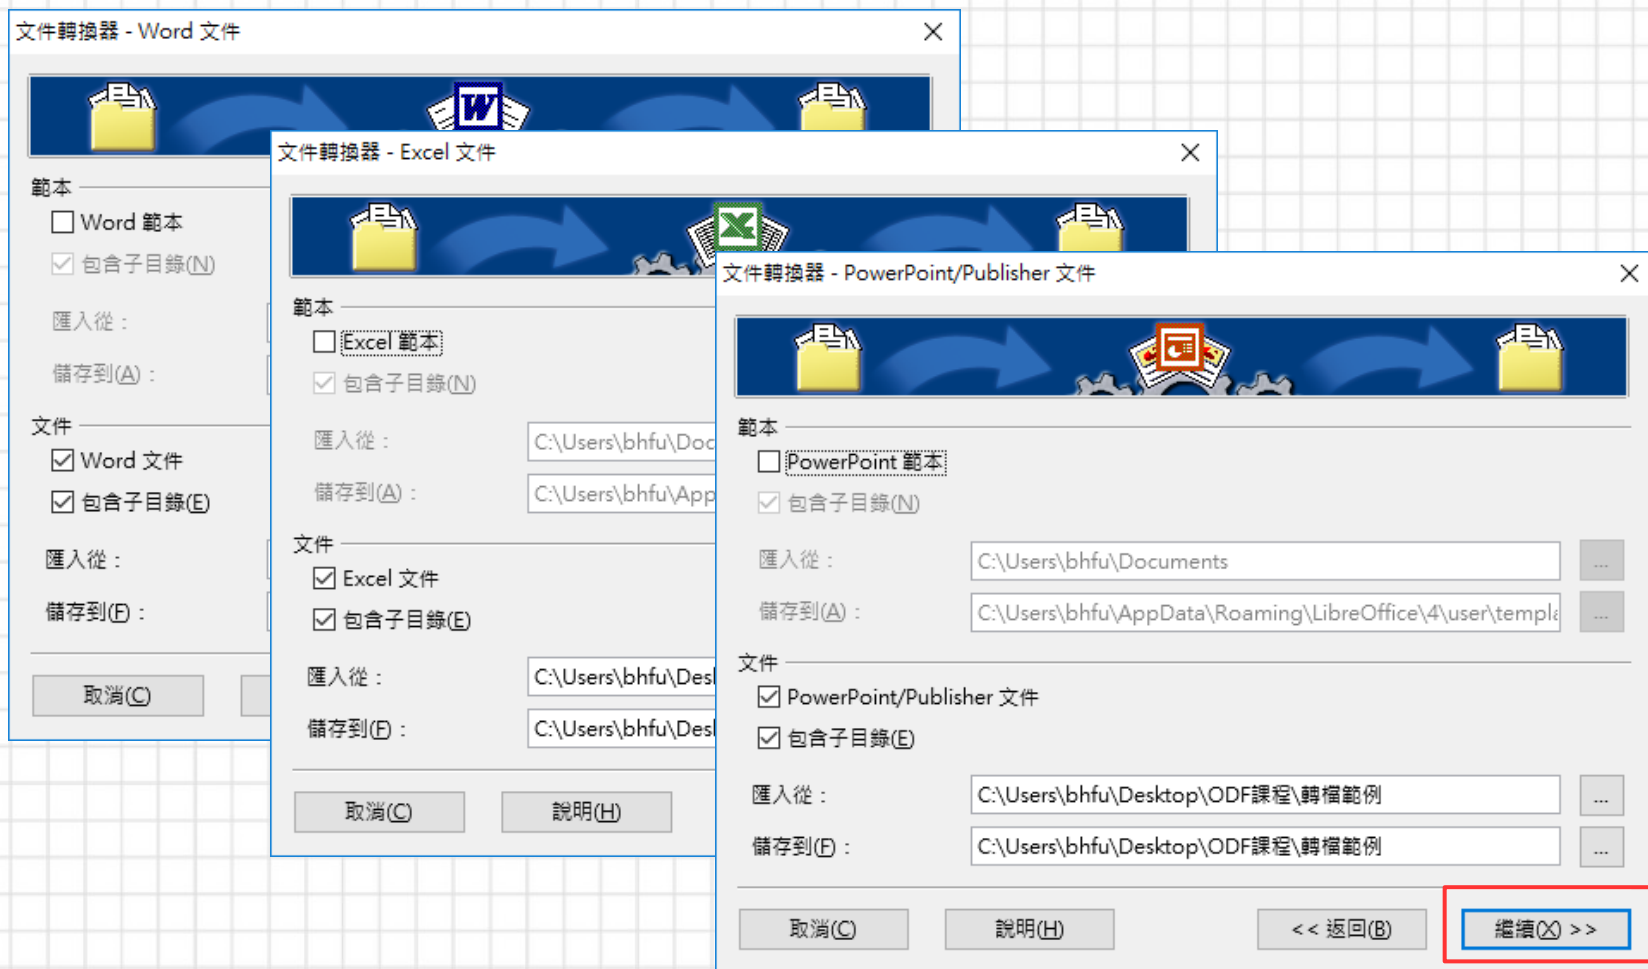 文件轉換器 - Word 文件
範本
Word 範本
包含子目錄(N)
匯入從：
儲存到(A)：
文件
Word 文件
包含子目錄(E)
匯入從：
儲存到(F)：
取消(C)
文件轉換器 - Excel 文件
範本
Excel 範本
包含子目錄(N)
匯入從： C:\Users\bhfu\Doc
儲存到(A)： C:\Users\bhfu\App
文件
Excel 文件
包含子目錄(E)
匯入從： C:\Users\bhfu\Des
儲存到(F)： C:\Users\bhfu\Des
取消(C) 說明(H)
文件轉換器 - PowerPoint/Publisher 文件
範本
PowerPoint 範本
包含子目錄(N)
匯入從： C:\Users\bhfu\Documents ...
儲存到(A)： C:\Users\bhfu\AppData\Roaming\LibreOffice\4\user\templa ...
文件
PowerPoint/Publisher 文件
包含子目錄(E)
匯入從： C:\Users\bhfu\Desktop\ODF課程\轉檔範例 ...
儲存到(F)： C:\Users\bhfu\Desktop\ODF課程\轉檔範例 ...
取消(C) 說明(H) << 返回(B) 繼續(X) >>